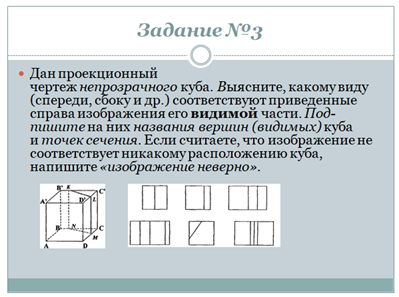 Задание №3
Дан проекционный
чертеж непрозрачного куба. Выясните, какому виду
(спереди, сбоку и др.) соответствуют приведенные
справа изображения его видимой части. Под-
пишите на них названия вершин (видимых) куба
и точек сечения. Если считаете, что изображение не
соответствует никакому расположению куба,
напишите «изображение неверно».
B' K C'
A' D' L
B N C
M
A D